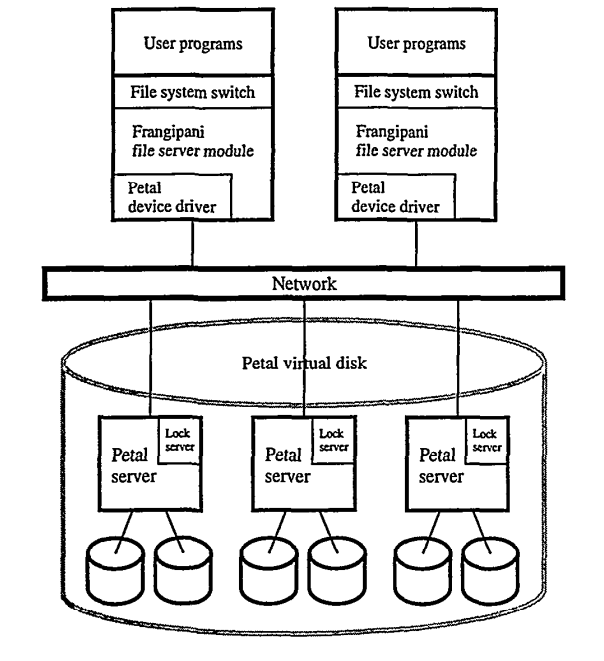 User programs
File system switch
Frangipani
file server module
Petal
device driver
User programs
File system switch
Frangipani
file server module
Petal
device driver
Network
Petal virtual disk
Petal
server
Lock
server
Petal
server
Lock
server
Petal
server
Lock
server